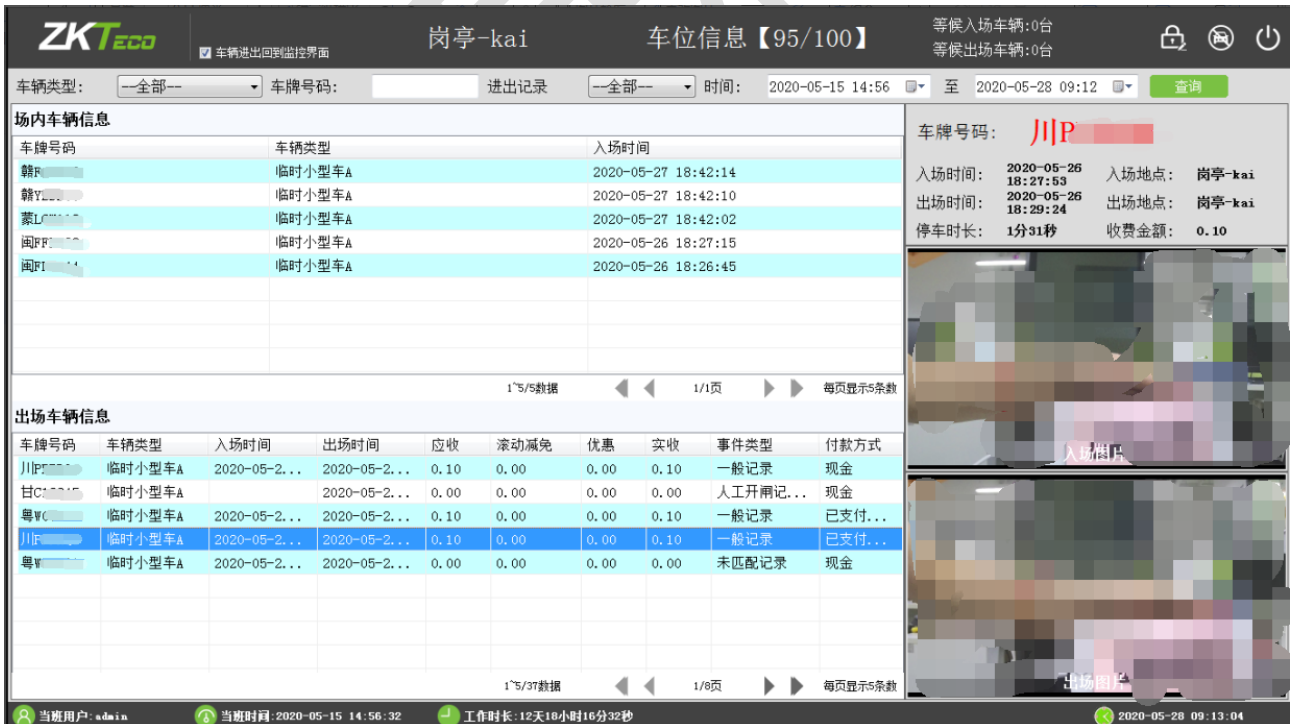 ZKTECO
车辆进出回到监控界面
岗亭-kai
车位信息【95/100】
等候入场车辆:0台
等候出场车辆:0台
车辆类型: --全部-- 车牌号码: 进出记录 --全部-- 时间: 2020-05-15 14:56 至 2020-05-28 09:12 查询
场内车辆信息
车牌号码 车辆类型 入场时间
赣 临时小型车A 2020-05-27 18:42:14
赣Y 临时小型车A 2020-05-27 18:42:10
蒙L 临时小型车A 2020-05-27 18:42:02
闽FF 临时小型车A 2020-05-26 18:27:15
闽F 临时小型车A 2020-05-26 18:26:45
1~5/5数据 1/1页 每页显示5条数
出场车辆信息
车牌号码 车辆类型 入场时间 出场时间 应收 滚动减免 优惠 实收 事件类型 付款方式
川P 临时小型车A 2020-05-2... 2020-05-2... 0.10 0.00 0.00 0.10 一般记录 现金
甘C 临时小型车A 2020-05-2... 0.00 0.00 0.00 0.00 人工开闸记... 现金
粤W 临时小型车A 2020-05-2... 2020-05-2... 0.10 0.00 0.00 0.10 一般记录 已支付...
川 临时小型车A 2020-05-2... 2020-05-2... 0.10 0.00 0.00 0.10 一般记录 已支付...
粤 临时小型车A 2020-05-2... 2020-05-2... 0.00 0.00 0.00 0.00 未匹配记录 现金
1~5/37数据 1/8页 每页显示5条数
车牌号码: 川P
入场时间: 2020-05-26 18:27:53 入场地点: 岗亭-kai
出场时间: 2020-05-26 18:29:24 出场地点: 岗亭-kai
停车时长: 1分31秒 收费金额: 0.10
入场图片
出场图片
当班用户:admin 当班时间:2020-05-15 14:56:32 工作时长:12天18小时16分32秒 2020-05-28 09:13:04